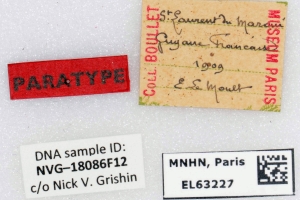 PARATYPE
COLL. BOULLET
St Laurent du Maroni
Guyane Française
1909
E. Le Moult
MUSEUM PARIS
DNA sample ID:
NVG–18086F12
c/o Nick V. Grishin
MNHN, Paris
EL63227